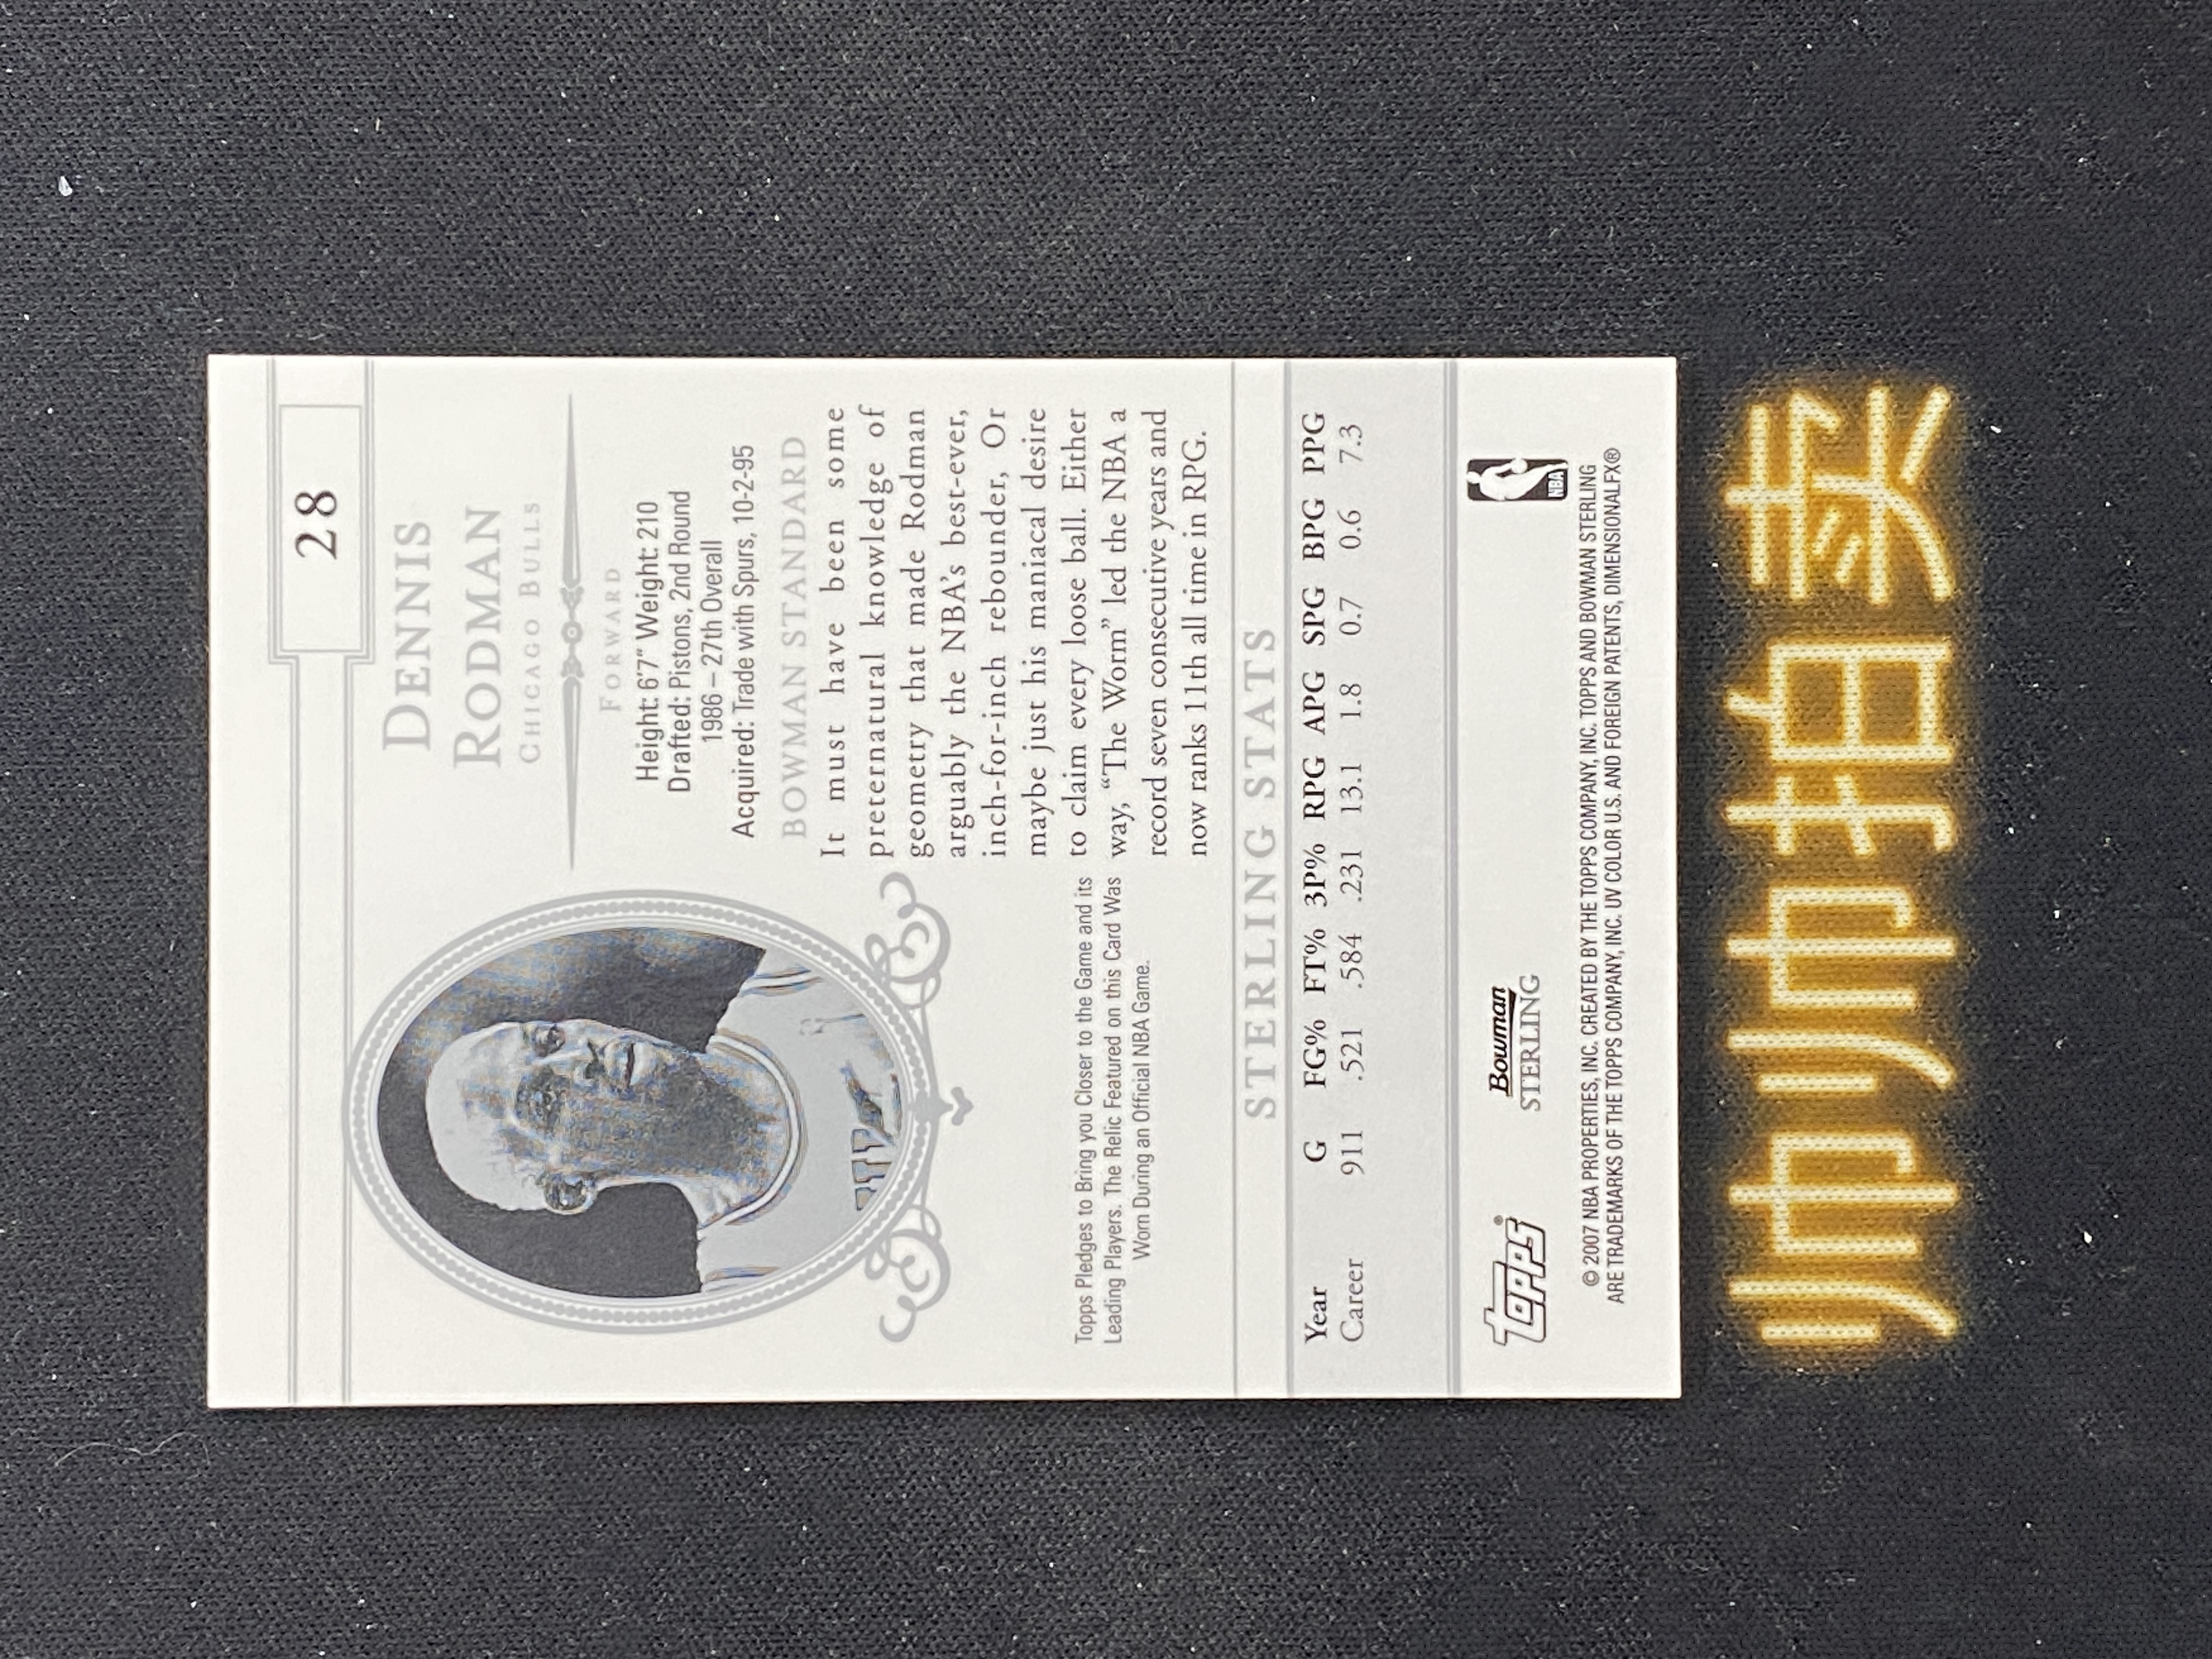 28
DENNIS
RODMAN
CHICAGO BULLS
FORWARD
Height: 6'7" Weight: 210
Drafted: Pistons, 2nd Round
1986 – 27th Overall
Acquired: Trade with Spurs, 10-2-95
BOWMAN STANDARD
It must have been some
preternatural knowledge of
geometry that made Rodman
arguably the NBA's best-ever,
inch-for-inch rebounder, Or
maybe just his maniacal desire
to claim every loose ball. Either
way, “The Worm” led the NBA a
record seven consecutive years and
now ranks 11th all time in RPG.
Topps Pledges to Bring you Closer to the Game and its
Leading Players. The Relic Featured on this Card Was
Worn During an Official NBA Game.
STERLING STATS
Year G FG% FT% 3P% RPG APG SPG BPG PPG
Career 911 .521 .584 .231 13.1 1.8 0.7 0.6 7.3
Topps® Bowman STERLING NBA
© 2007 NBA PROPERTIES, INC. CREATED BY THE TOPPS COMPANY, INC. TOPPS AND BOWMAN STERLING
ARE TRADEMARKS OF THE TOPPS COMPANY, INC. UV COLOR U.S. AND FOREIGN PATENTS, DIMENSIONALFX®
帅帅拍卖